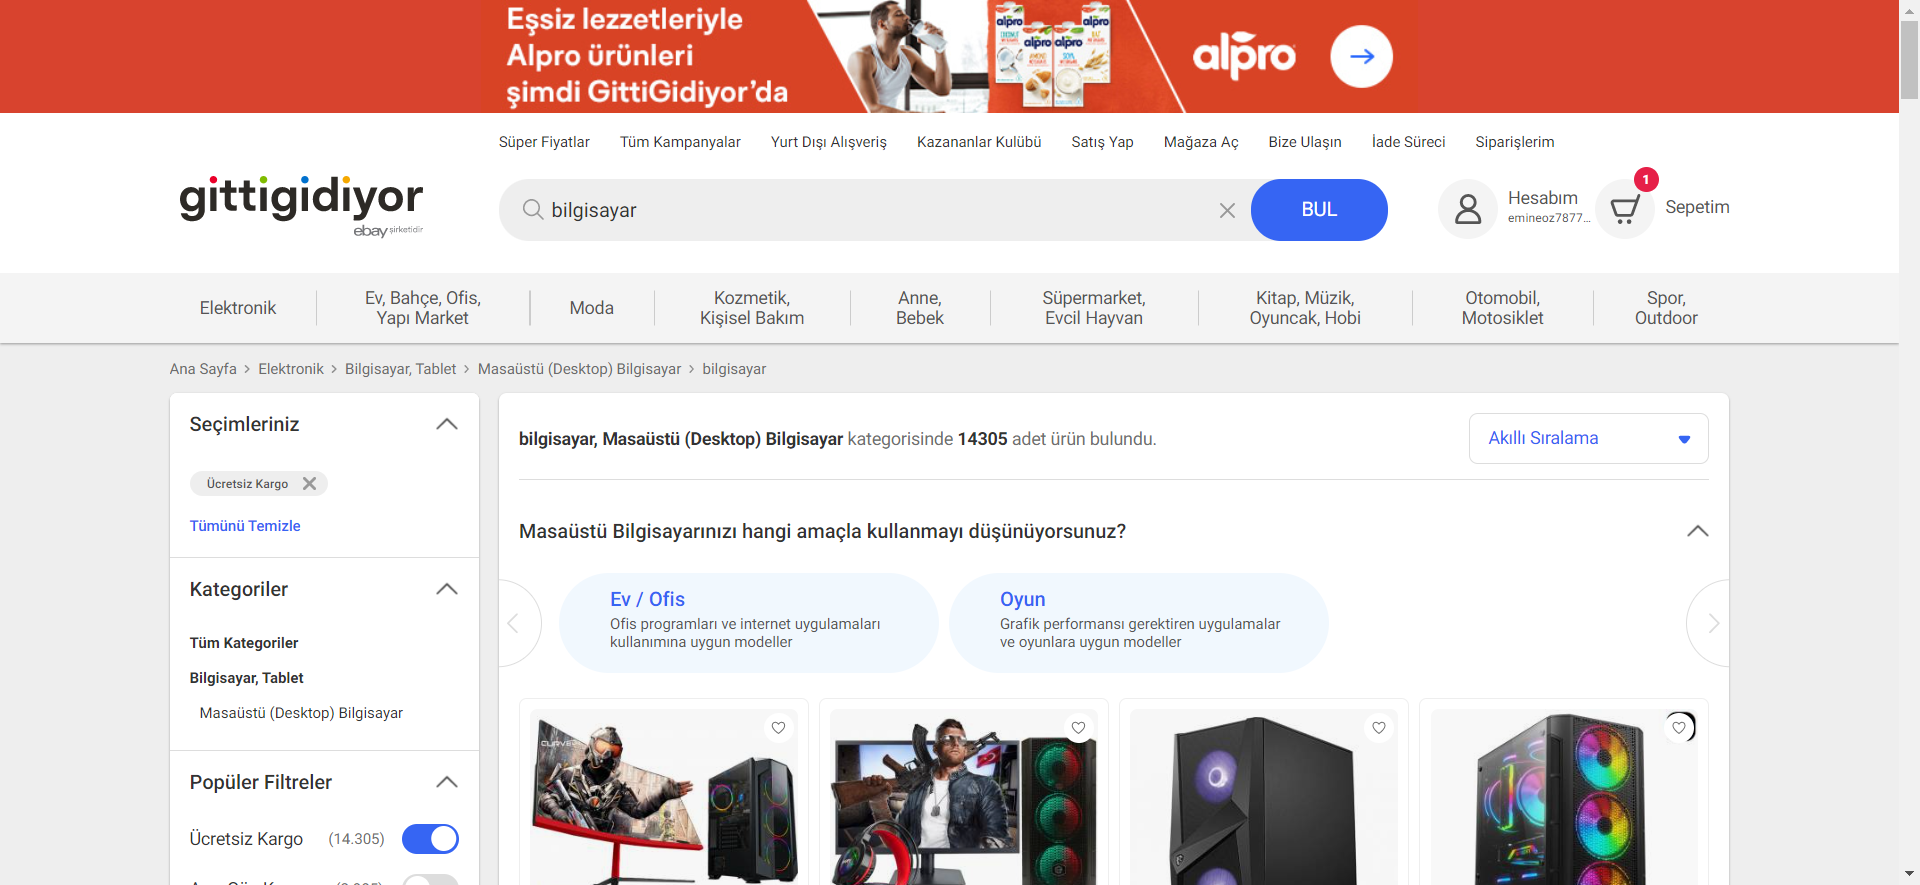 Eşsiz lezzetleriyle
Alpro ürünleri
şimdi GittiGidiyor'da
alpro
alpro
alpro
alpro
alpro
Süper Fiyatlar
Tüm Kampanyalar
Yurt Dışı Alışveriş
Kazananlar Kulübü
Satış Yap
Mağaza Aç
Bize Ulaşın
İade Süreci
Siparişlerim
gittigidiyor
ebay şirketidir
bilgisayar
BUL
Hesabım
emineoz7877...
1
Sepetim
Elektronik
Ev, Bahçe, Ofis,
Yapı Market
Moda
Kozmetik,
Kişisel Bakım
Anne,
Bebek
Süpermarket,
Evcil Hayvan
Kitap, Müzik,
Oyuncak, Hobi
Otomobil,
Motosiklet
Spor,
Outdoor
Ana Sayfa > Elektronik > Bilgisayar, Tablet > Masaüstü (Desktop) Bilgisayar > bilgisayar
Seçimleriniz
Ücretsiz Kargo
Tümünü Temizle
Kategoriler
Tüm Kategoriler
Bilgisayar, Tablet
Masaüstü (Desktop) Bilgisayar
Popüler Filtreler
Ücretsiz Kargo (14.305)
bilgisayar, Masaüstü (Desktop) Bilgisayar kategorisinde 14305 adet ürün bulundu.
Akıllı Sıralama
Masaüstü Bilgisayarınızı hangi amaçla kullanmayı düşünüyorsunuz?
Ev / Ofis
Ofis programları ve internet uygulamaları
kullanımına uygun modeller
Oyun
Grafik performansı gerektiren uygulamalar
ve oyunlara uygun modeller